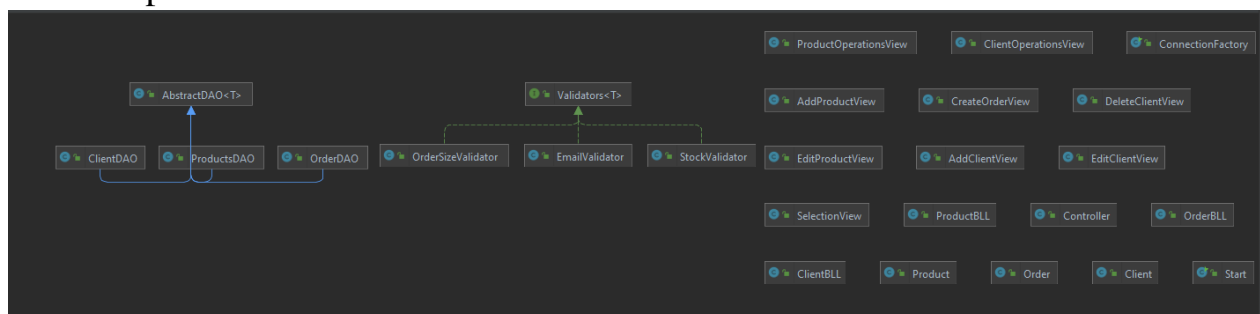 ProductOperationsView ClientOperationsView ConnectionFactory
AbstractDAO<T> Validators<T>
AddProductView CreateOrderView DeleteClientView
ClientDAO ProductsDAO OrderDAO OrderSizeValidator EmailValidator StockValidator
EditProductView AddClientView EditClientView
SelectionView ProductBLL Controller OrderBLL
ClientBLL Product Order Client Start